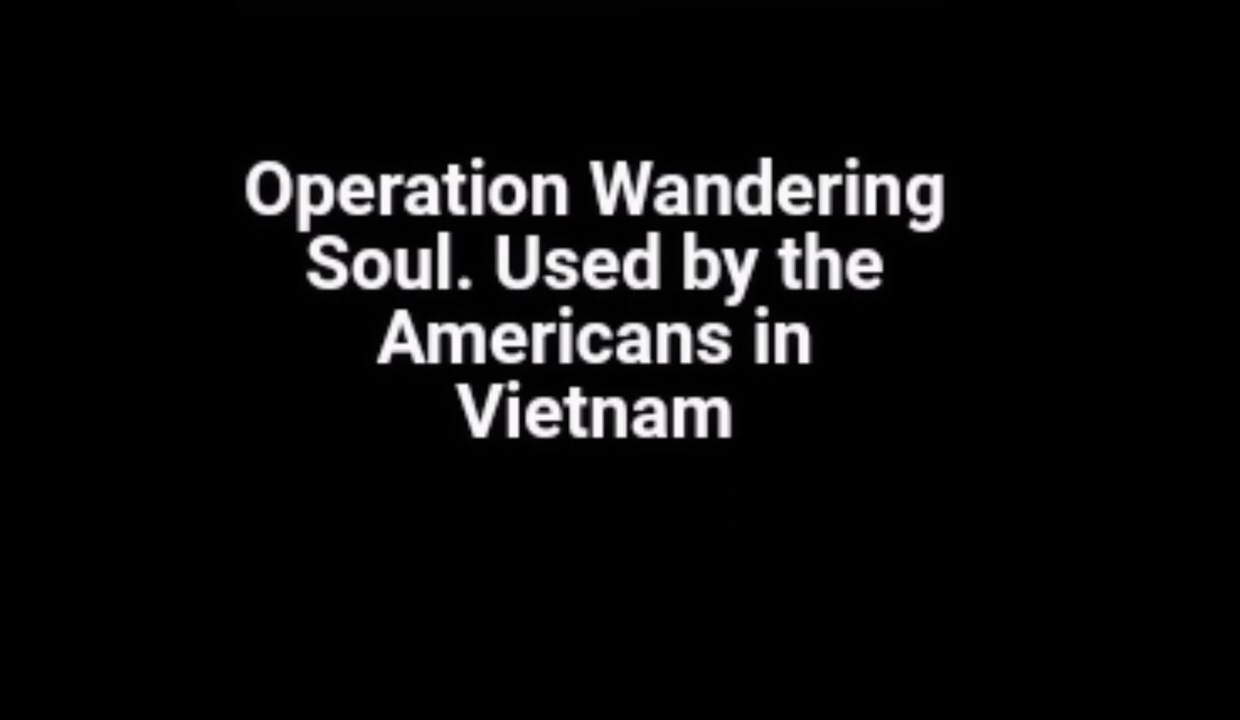 Operation Wandering
Soul. Used by the
Americans in
Vietnam